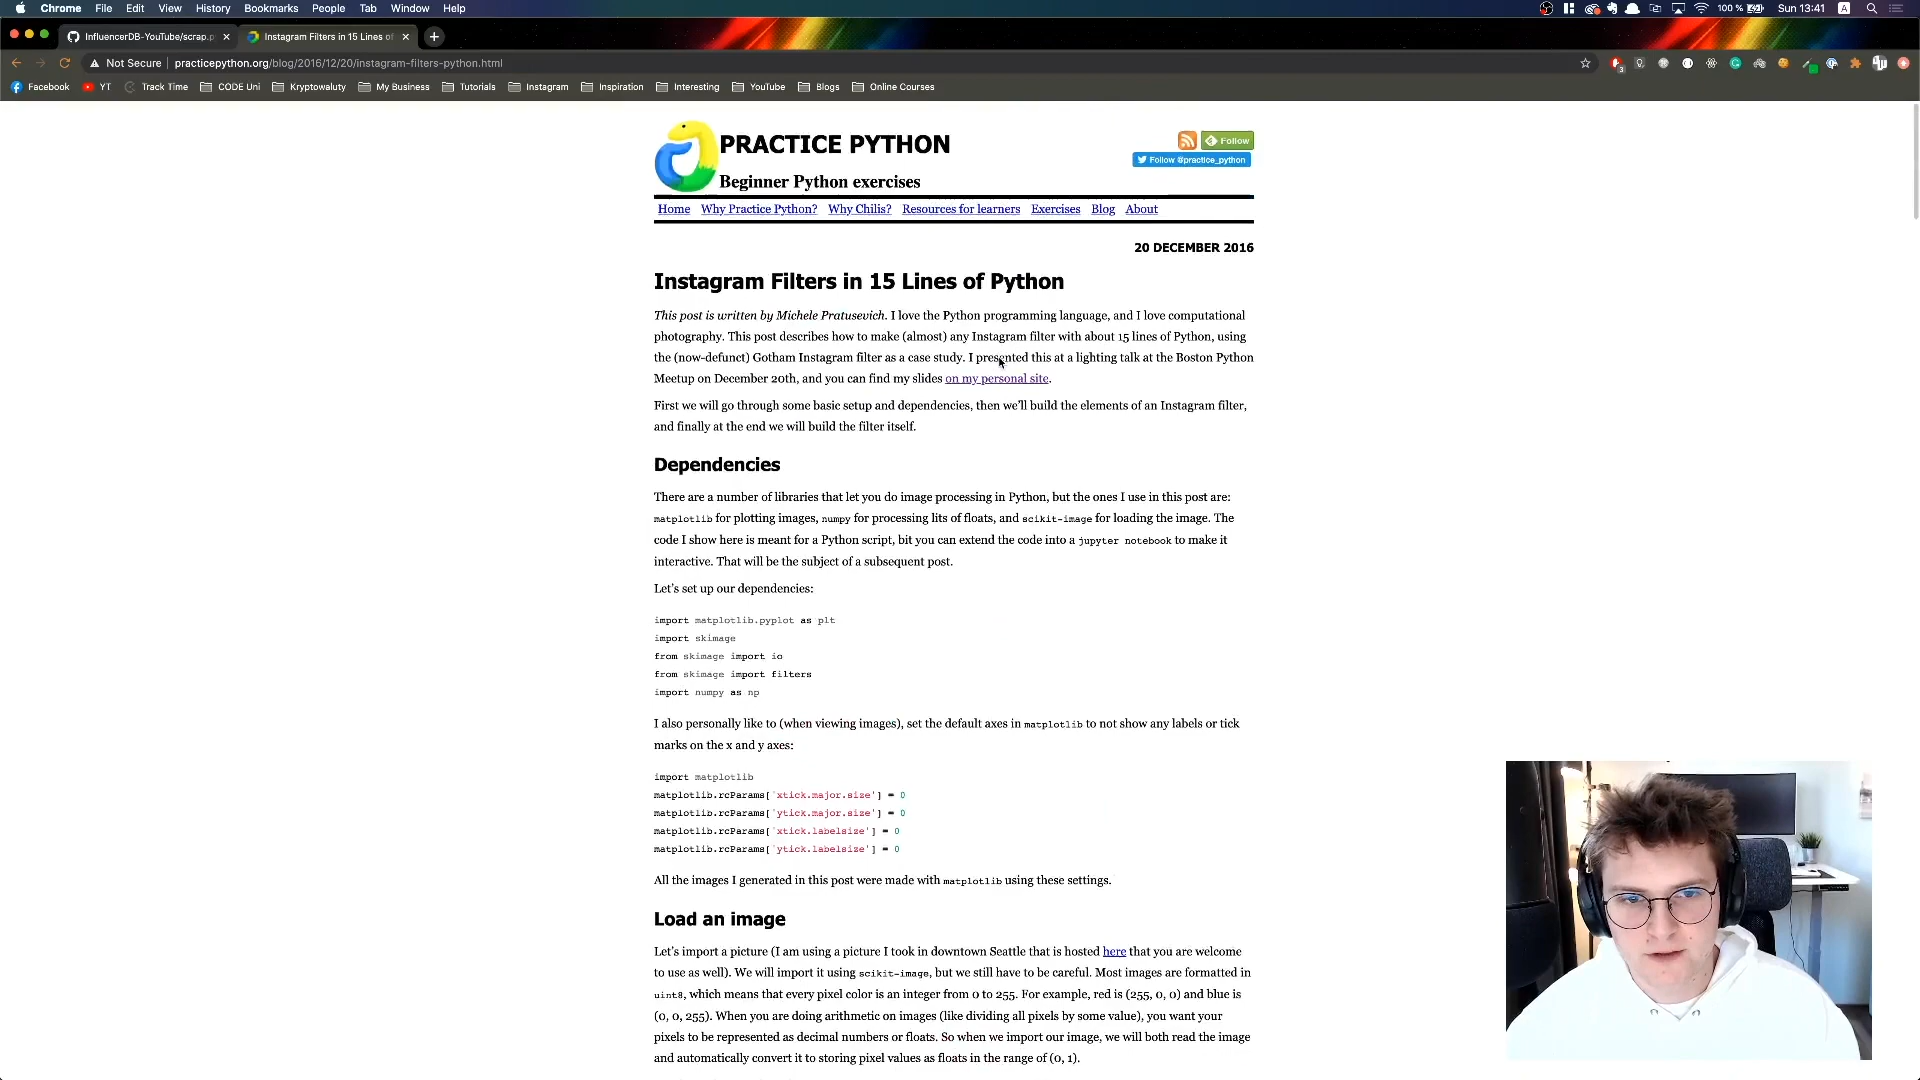 Chrome File Edit View History Bookmarks People Tab Window Help 100 % Sun 13:41 A
InfluencerDB-YouTube/scrap.p Instagram Filters in 15 Lines of
Not Secure practicepython.org/blog/2016/12/20/instagram-filters-python.html
Facebook YT Track Time CODE Uni Kryptowaluty My Business Tutorials Instagram Inspiration Interesting YouTube Blogs Online Courses
PRACTICE PYTHON
Follow
Follow @practice_python
Beginner Python exercises
Home Why Practice Python? Why Chilis? Resources for learners Exercises Blog About
20 DECEMBER 2016
Instagram Filters in 15 Lines of Python
This post is written by Michele Pratusevich. I love the Python programming language, and I love computational
photography. This post describes how to make (almost) any Instagram filter with about 15 lines of Python, using
the (now-defunct) Gotham Instagram filter as a case study. I presented this at a lighting talk at the Boston Python
Meetup on December 20th, and you can find my slides on my personal site.
First we will go through some basic setup and dependencies, then we'll build the elements of an Instagram filter,
and finally at the end we will build the filter itself.
Dependencies
There are a number of libraries that let you do image processing in Python, but the ones I use in this post are:
matplotlib for plotting images, numpy for processing lits of floats, and scikit-image for loading the image. The
code I show here is meant for a Python script, bit you can extend the code into a jupyter notebook to make it
interactive. That will be the subject of a subsequent post.
Let's set up our dependencies:
import matplotlib.pyplot as plt
import skimage
from skimage import io
from skimage import filters
import numpy as np
I also personally like to (when viewing images), set the default axes in matplotlib to not show any labels or tick
marks on the x and y axes:
import matplotlib
matplotlib.rcParams['xtick.major.size'] = 0
matplotlib.rcParams['ytick.major.size'] = 0
matplotlib.rcParams['xtick.labelsize'] = 0
matplotlib.rcParams['ytick.labelsize'] = 0
All the images I generated in this post were made with matplotlib using these settings.
Load an image
Let's import a picture (I am using a picture I took in downtown Seattle that is hosted here that you are welcome
to use as well). We will import it using scikit-image, but we still have to be careful. Most images are formatted in
uint8, which means that every pixel color is an integer from 0 to 255. For example, red is (255, 0, 0) and blue is
(0, 0, 255). When you are doing arithmetic on images (like dividing all pixels by some value), you want your
pixels to be represented as decimal numbers or floats. So when we import our image, we will both read the image
and automatically convert it to storing pixel values as floats in the range of (0, 1).